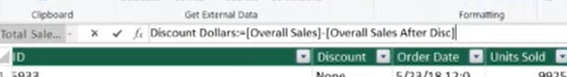 Clipboard Get External Data Formatting
Total Sale... fx Discount Dollars:=[Overall Sales]-[Overall Sales After Disc]
ID Discount Order Date Units Sold
5933 None 5/23/18 12:0 992